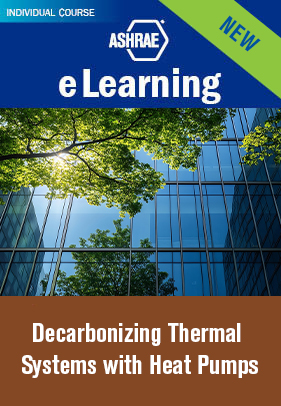 INDIVIDUAL COURSE
NEW
ASHRAE
eLearning
Decarbonizing Thermal
Systems with Heat Pumps